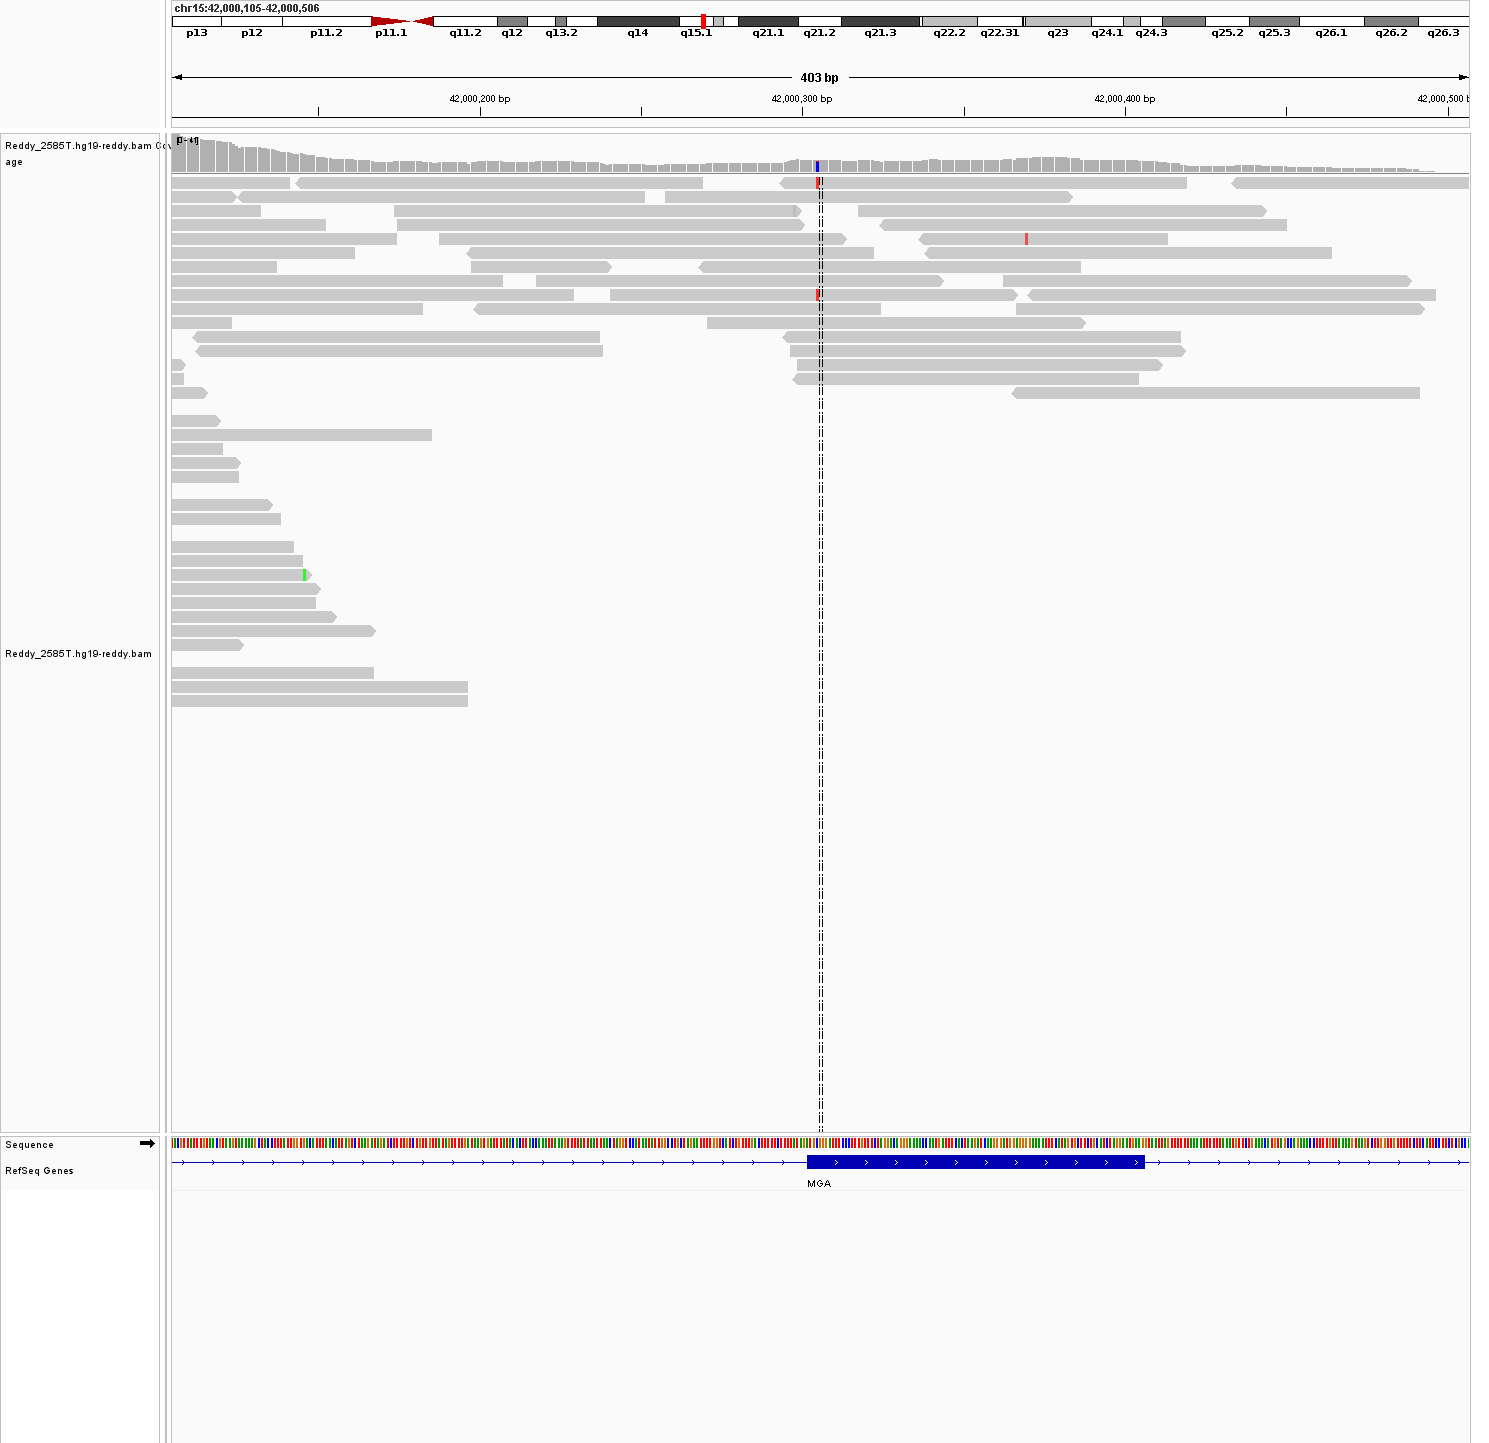 chr15:42,000,105-42,000,506
p13 p12 p11.2 p11.1 q11.2 q12 q13.2 q14 q15.1 q21.1 q21.2 q21.3 q22.2 q22.31 q23 q24.1 q24.3 q25.2 q25.3 q26.1 q26.2 q26.3
403 bp
42,000,200 bp 42,000,300 bp 42,000,400 bp 42,000,500 b
Reddy_2585T.hg19-reddy.bam Cov
age
[0 - 41]
Reddy_2585T.hg19-reddy.bam
Sequence
RefSeq Genes
MGA